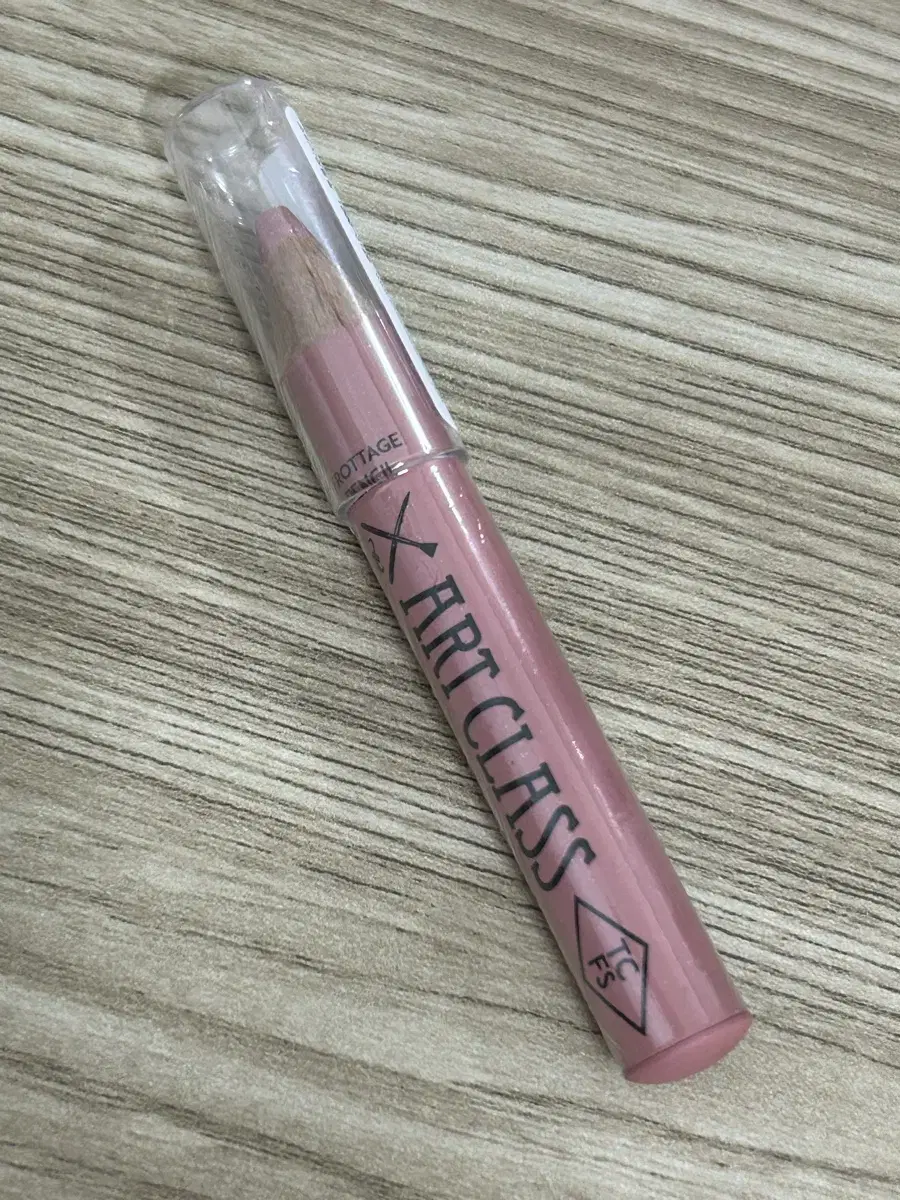 FROTTAGE
PENCIL
ART CLASS
TC
FS